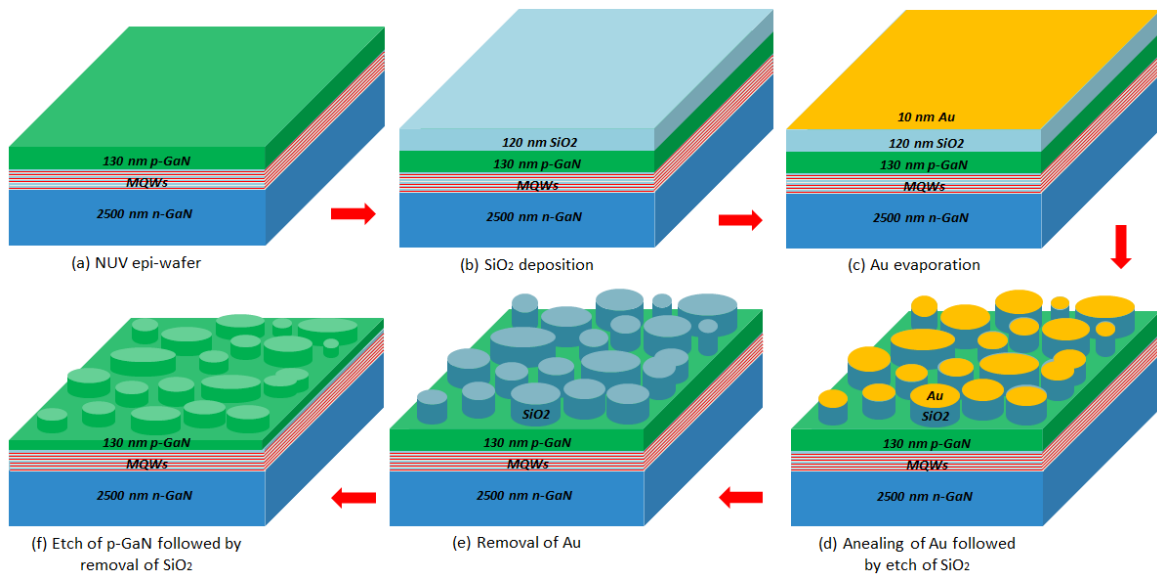 130 nm p-GaN
MQWs
2500 nm n-GaN
(a) NUV epi-wafer
120 nm SiO2
130 nm p-GaN
MQWs
2500 nm n-GaN
(b) SiO₂ deposition
10 nm Au
120 nm SiO2
130 nm p-GaN
MQWs
2500 nm n-GaN
(c) Au evaporation
130 nm p-GaN
MQWs
2500 nm n-GaN
(f) Etch of p-GaN followed by
removal of SiO₂
SiO2
130 nm p-GaN
MQWs
2500 nm n-GaN
(e) Removal of Au
Au
SiO2
130 nm p-GaN
MQWs
2500 nm n-GaN
(d) Anealing of Au followed
by etch of SiO₂